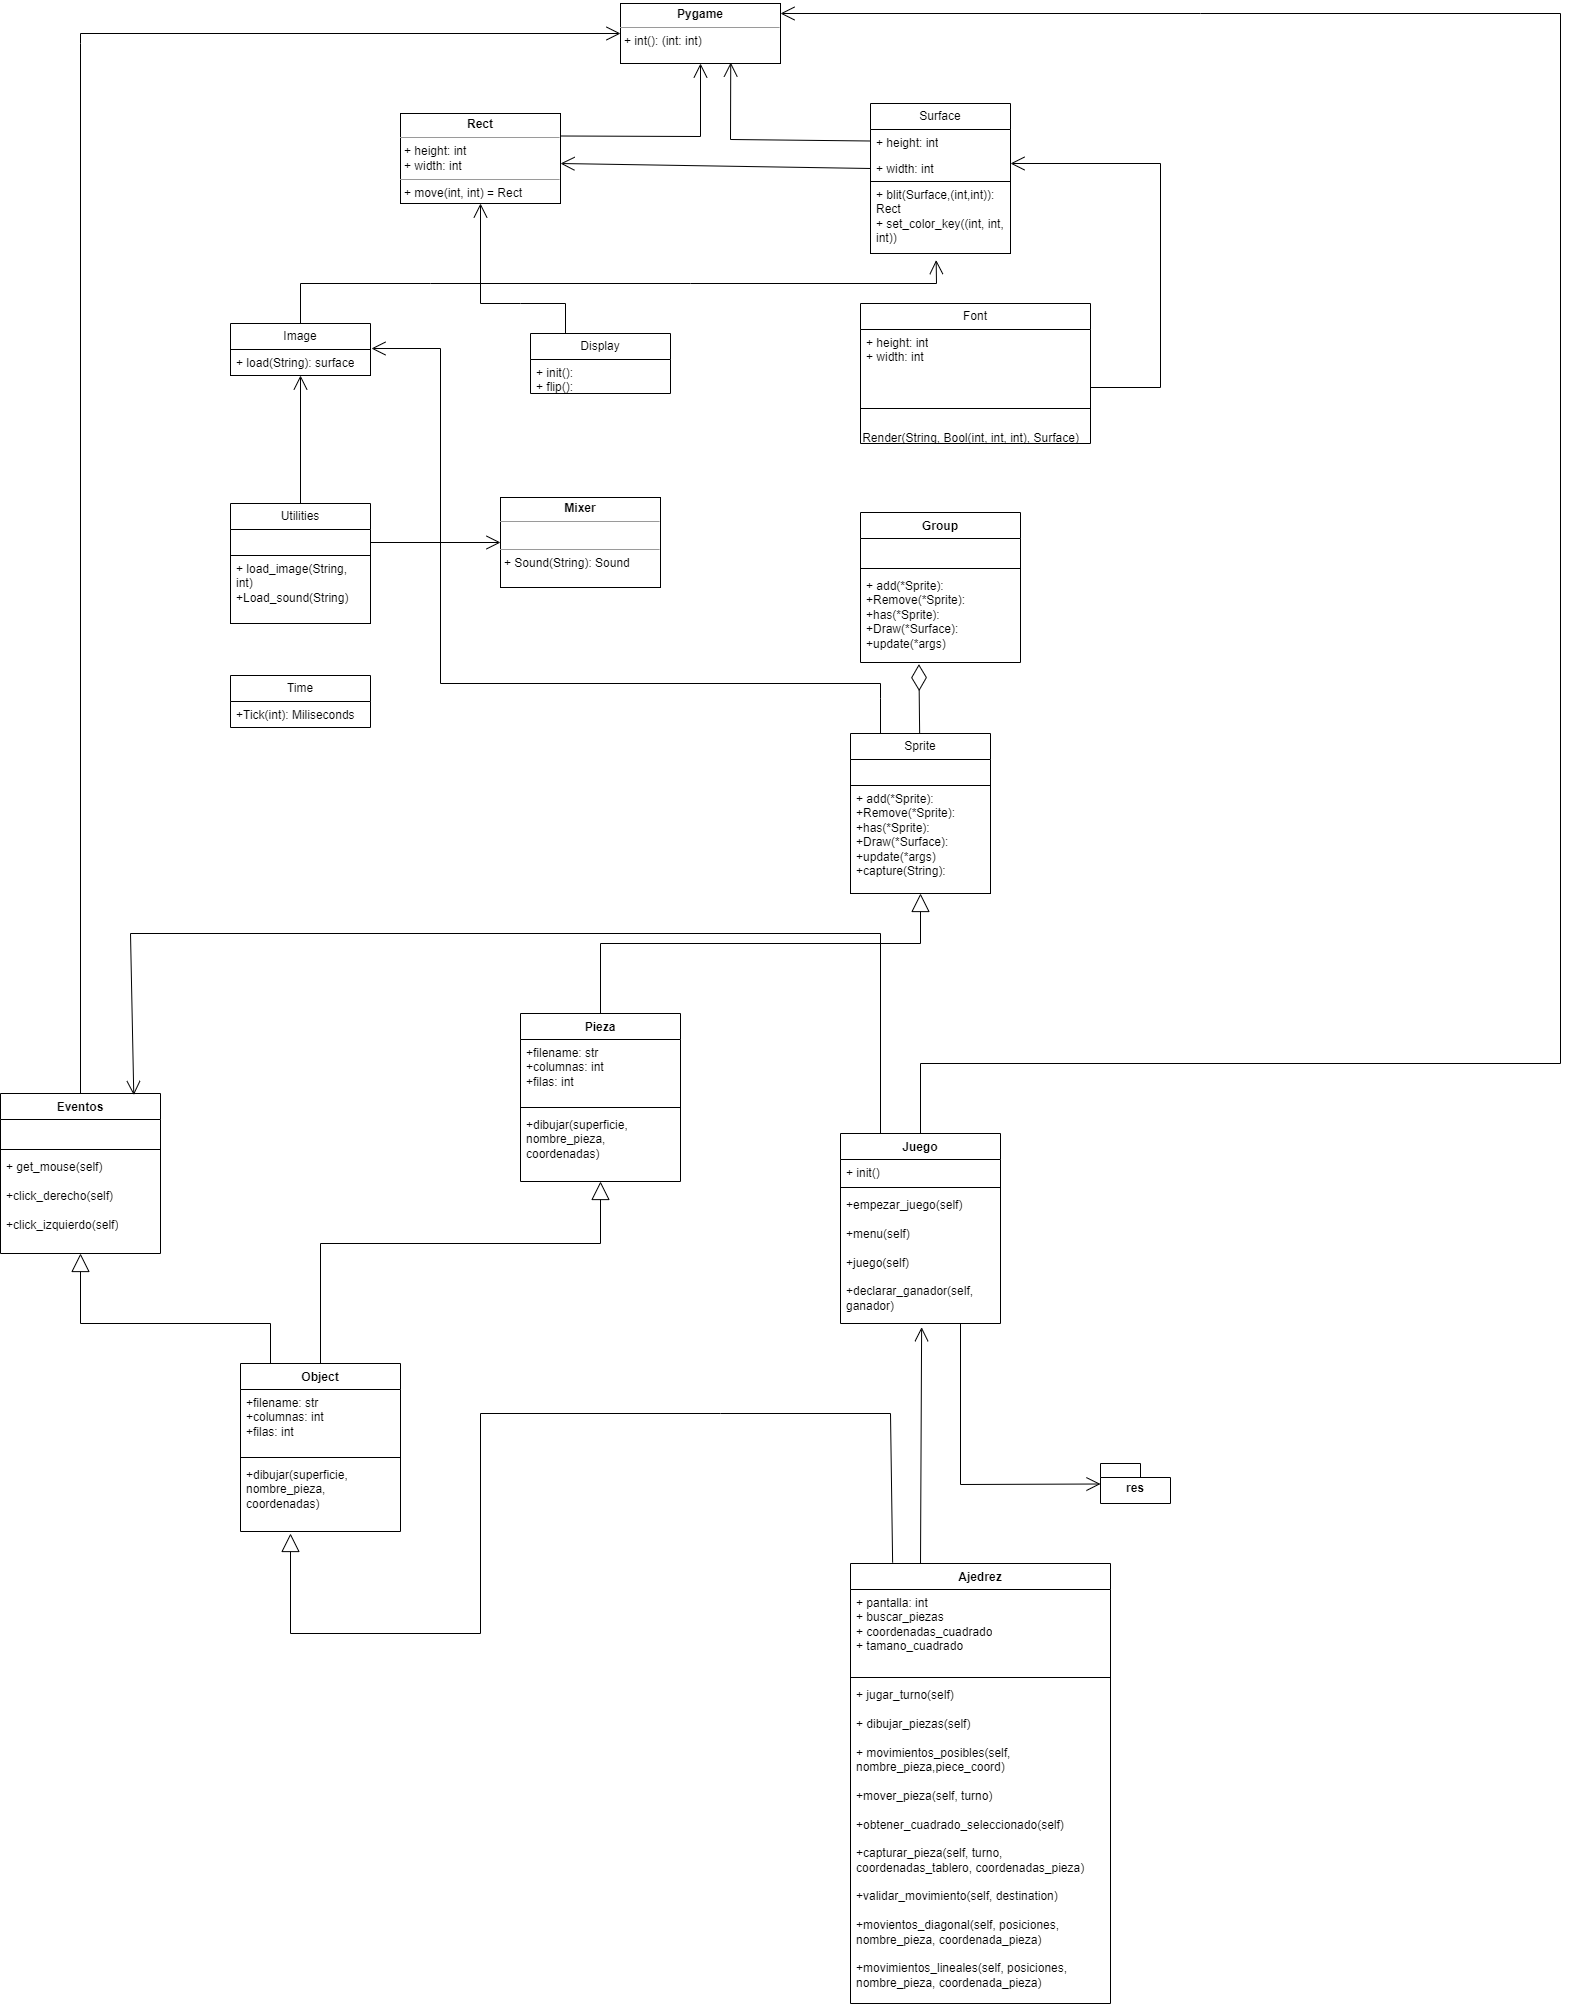 Pygame
+ int(): (int: int)
Rect
+ height: int
+ width: int
+ move(int, int) = Rect
Surface
+ height: int
+ width: int
+ blit(Surface,(int,int)):
Rect
+ set_color_key((int, int,
int))
Image
+ load(String): surface
Display
+ init():
+ flip():
Font
+ height: int
+ width: int
Render(String, Bool(int, int, int), Surface)
Utilities
+ load_image(String,
int)
+Load_sound(String)
Mixer
+ Sound(String): Sound
Group
+ add(*Sprite):
+Remove(*Sprite):
+has(*Sprite):
+Draw(*Surface):
+update(*args)
Time
+Tick(int): Miliseconds
Sprite
+ add(*Sprite):
+Remove(*Sprite):
+has(*Sprite):
+Draw(*Surface):
+update(*args)
+capture(String):
Pieza
+filename: str
+columnas: int
+filas: int
+dibujar(superficie,
nombre_pieza,
coordenadas)
Eventos
+ get_mouse(self)
+click_derecho(self)
+click_izquierdo(self)
Juego
+ init()
+empezar_juego(self)
+menu(self)
+juego(self)
+declarar_ganador(self,
ganador)
Object
+filename: str
+columnas: int
+filas: int
+dibujar(superficie,
nombre_pieza,
coordenadas)
res
Ajedrez
+ pantalla: int
+ buscar_piezas
+ coordenadas_cuadrado
+ tamano_cuadrado
+ jugar_turno(self)
+ dibujar_piezas(self)
+ movimientos_posibles(self,
nombre_pieza,piece_coord)
+mover_pieza(self, turno)
+obtener_cuadrado_seleccionado(self)
+capturar_pieza(self, turno,
coordenadas_tablero, coordenadas_pieza)
+validar_movimiento(self, destination)
+movientos_diagonal(self, posiciones,
nombre_pieza, coordenada_pieza)
+movimientos_lineales(self, posiciones,
nombre_pieza, coordenada_pieza)